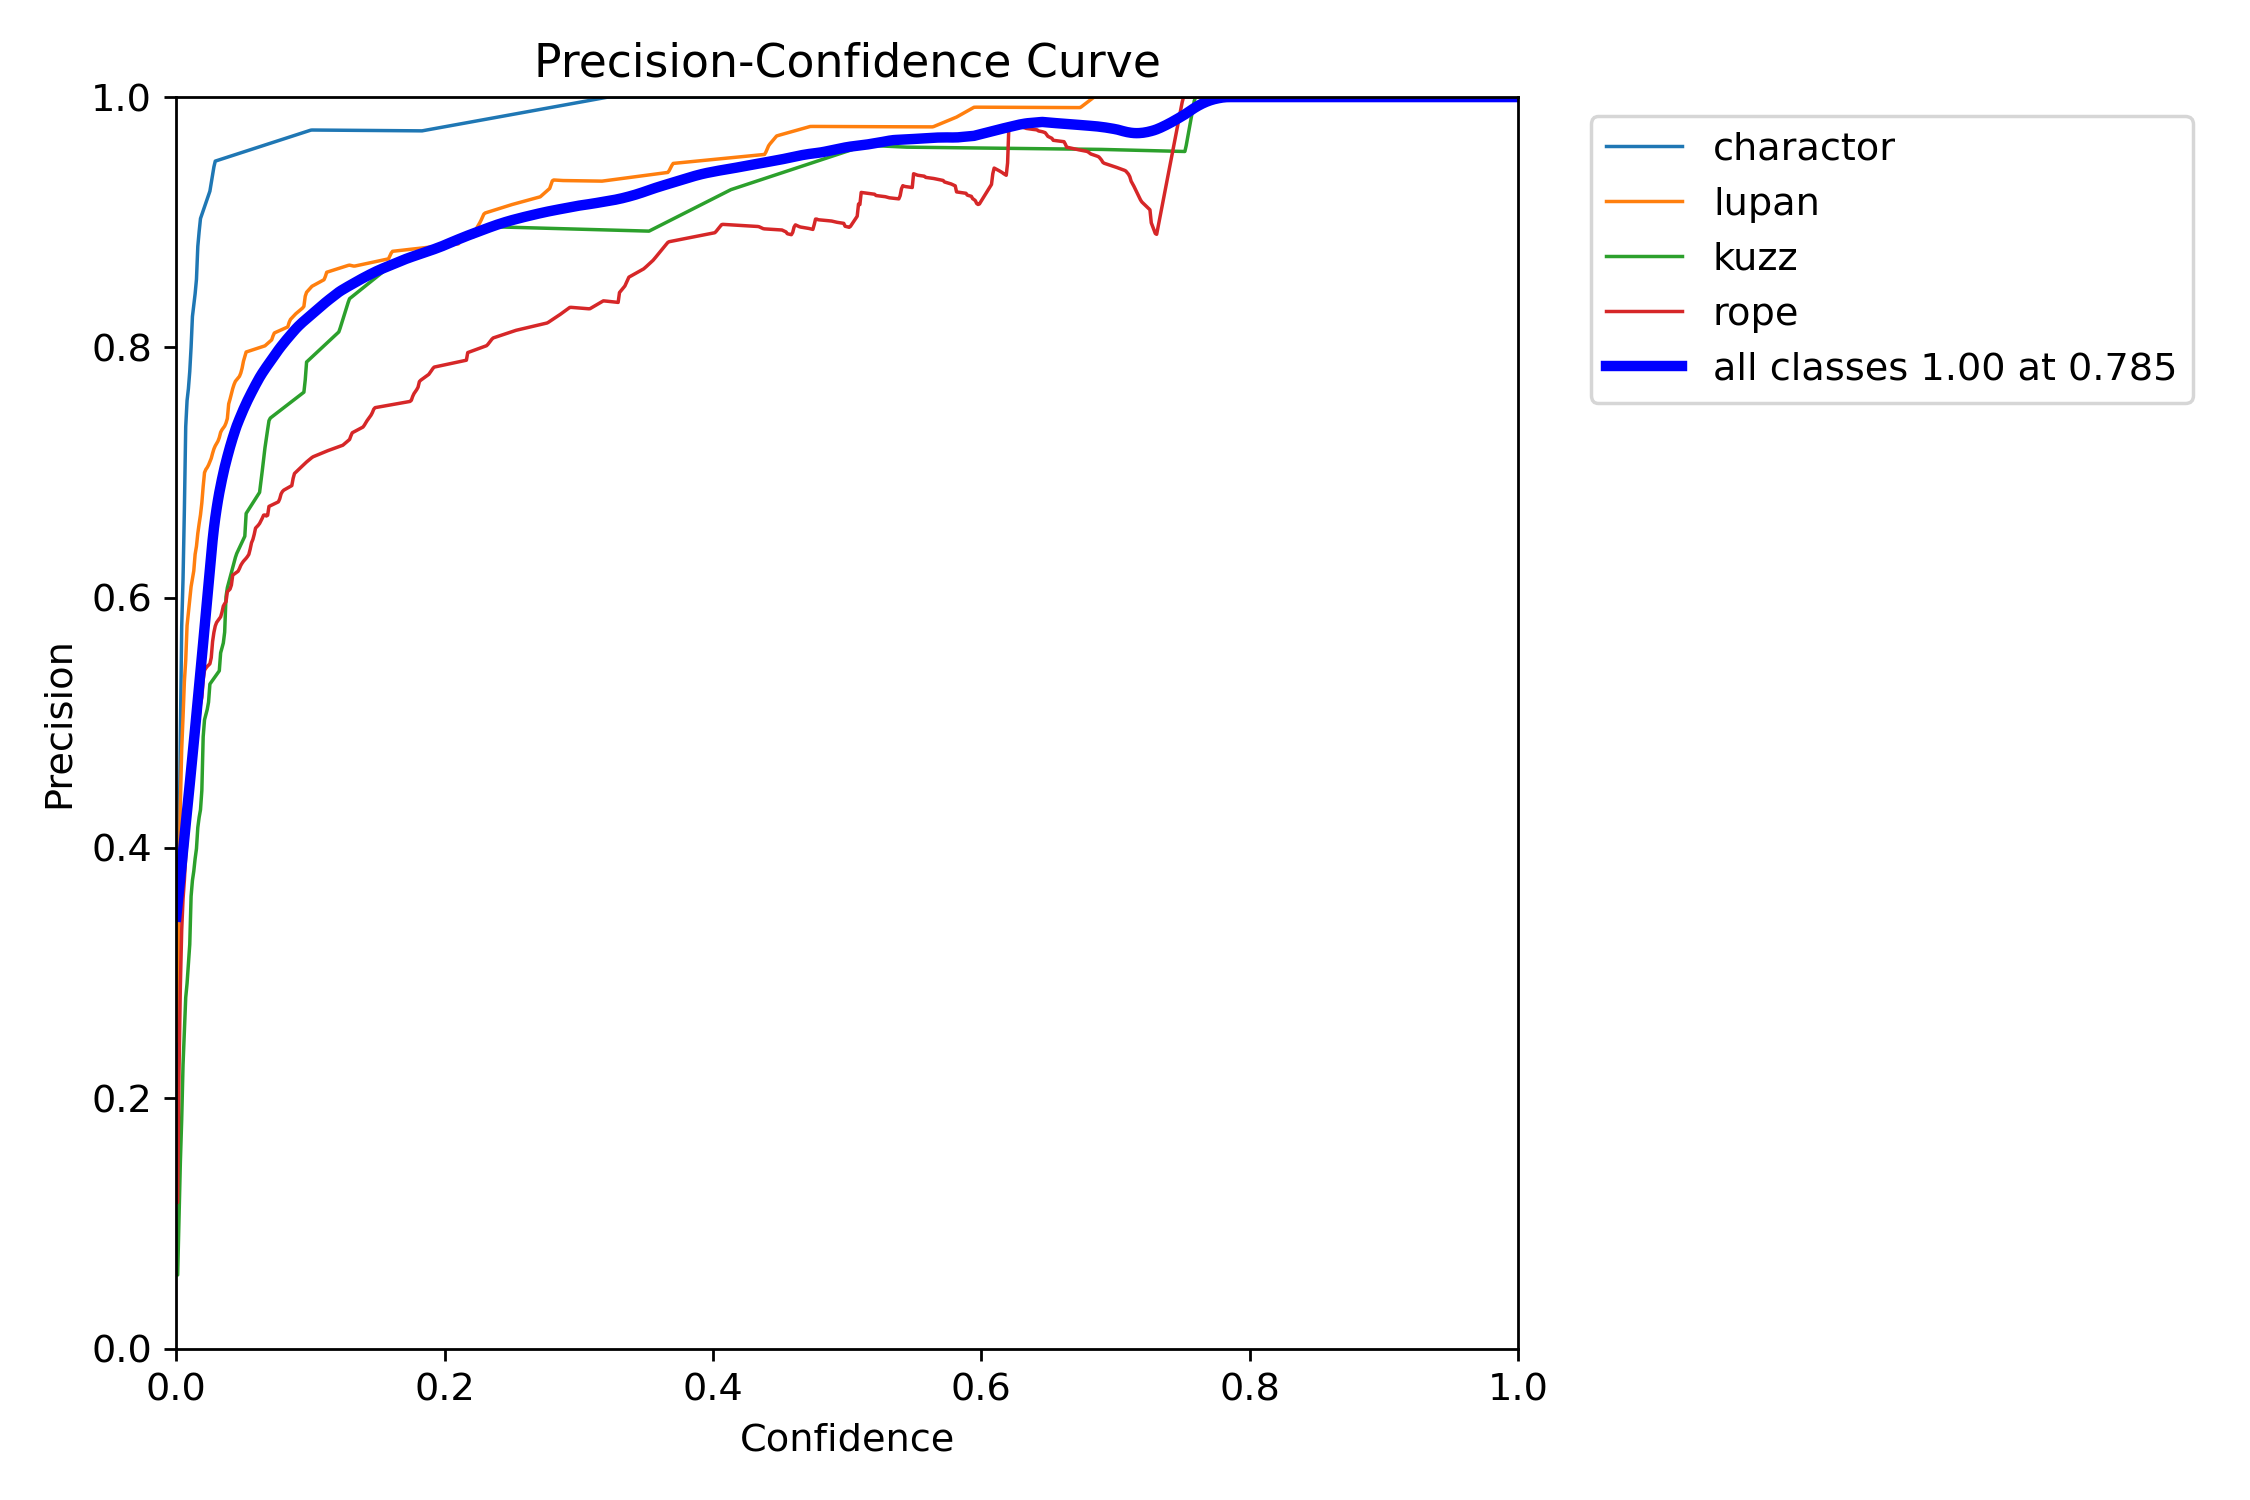 Precision-Confidence Curve
1.0
0.8
0.6
0.4
0.2
0.0
Precision
0.0 0.2 0.4 0.6 0.8 1.0
Confidence
charactor
lupan
kuzz
rope
all classes 1.00 at 0.785